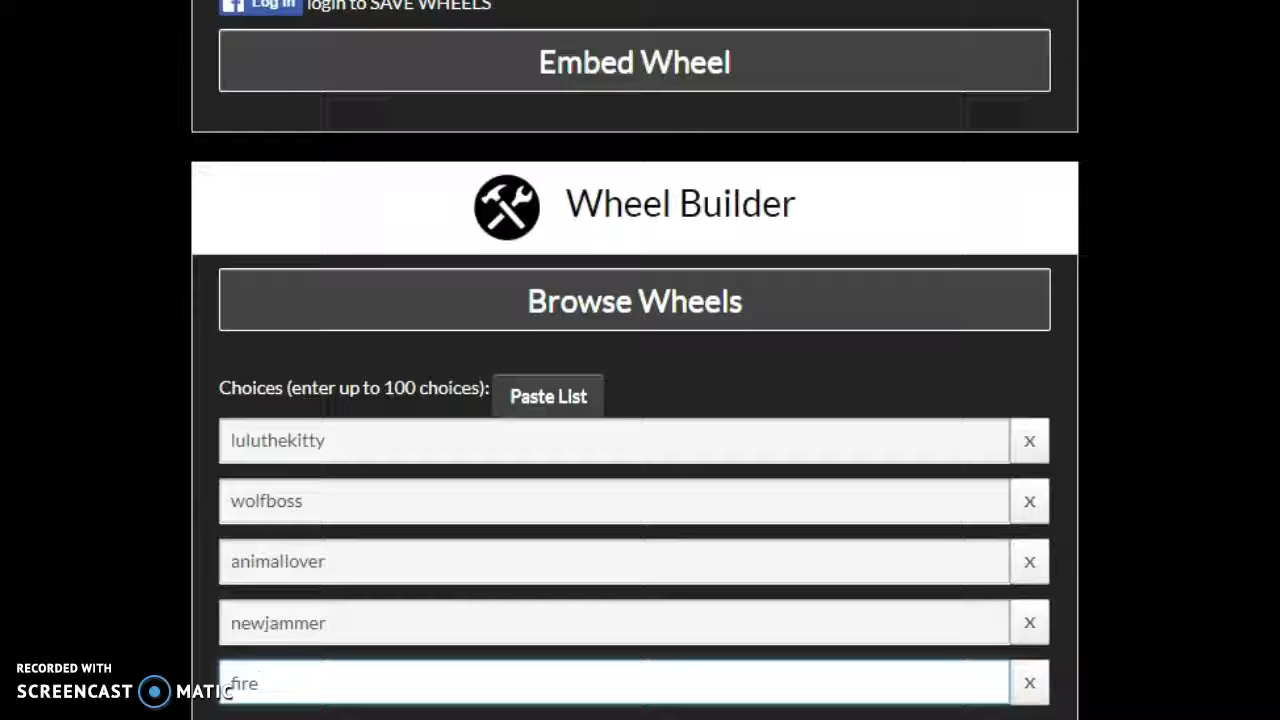 Log In login to SAVE WHEELS
Embed Wheel
Wheel Builder
Browse Wheels
Choices (enter up to 100 choices): Paste List
luluthekitty x
wolfboss x
animallover x
newjammer x
RECORDED WITH
SCREENCAST MATIC
fire x